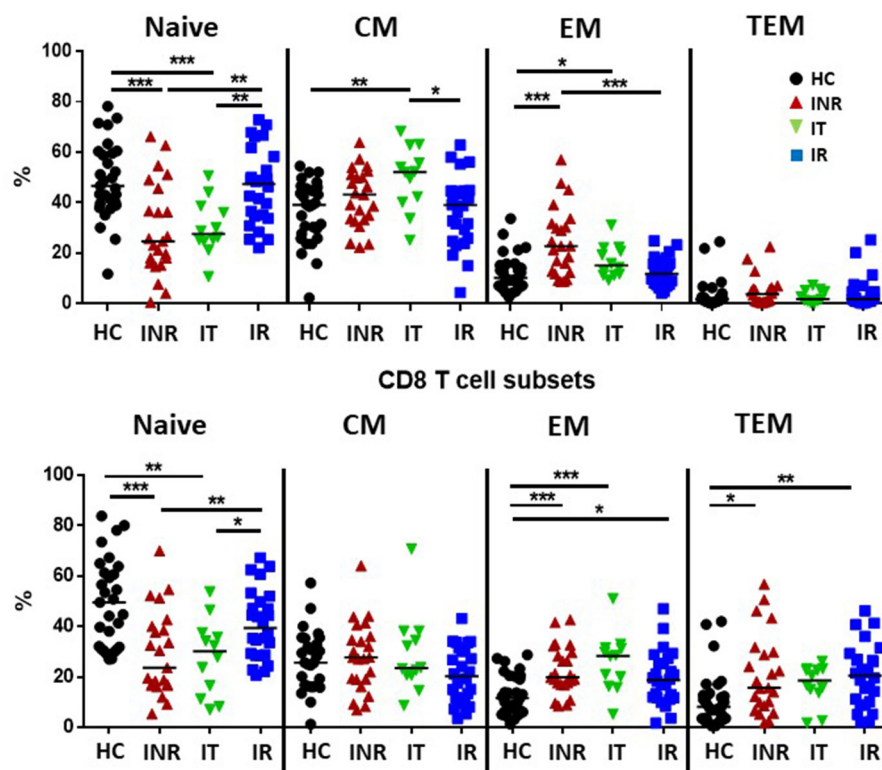 Naive CM EM TEM
100
80
60
40
20
0
%
*** *** ** **
** *
* *** ***
HC
INR
IT
IR
HC INR IT IR HC INR IT IR HC INR IT IR HC INR IT IR
CD8 T cell subsets
Naive CM EM TEM
100
80
60
40
20
0
%
** *** ** *
*** *** *
** *
HC INR IT IR HC INR IT IR HC INR IT IR HC INR IT IR